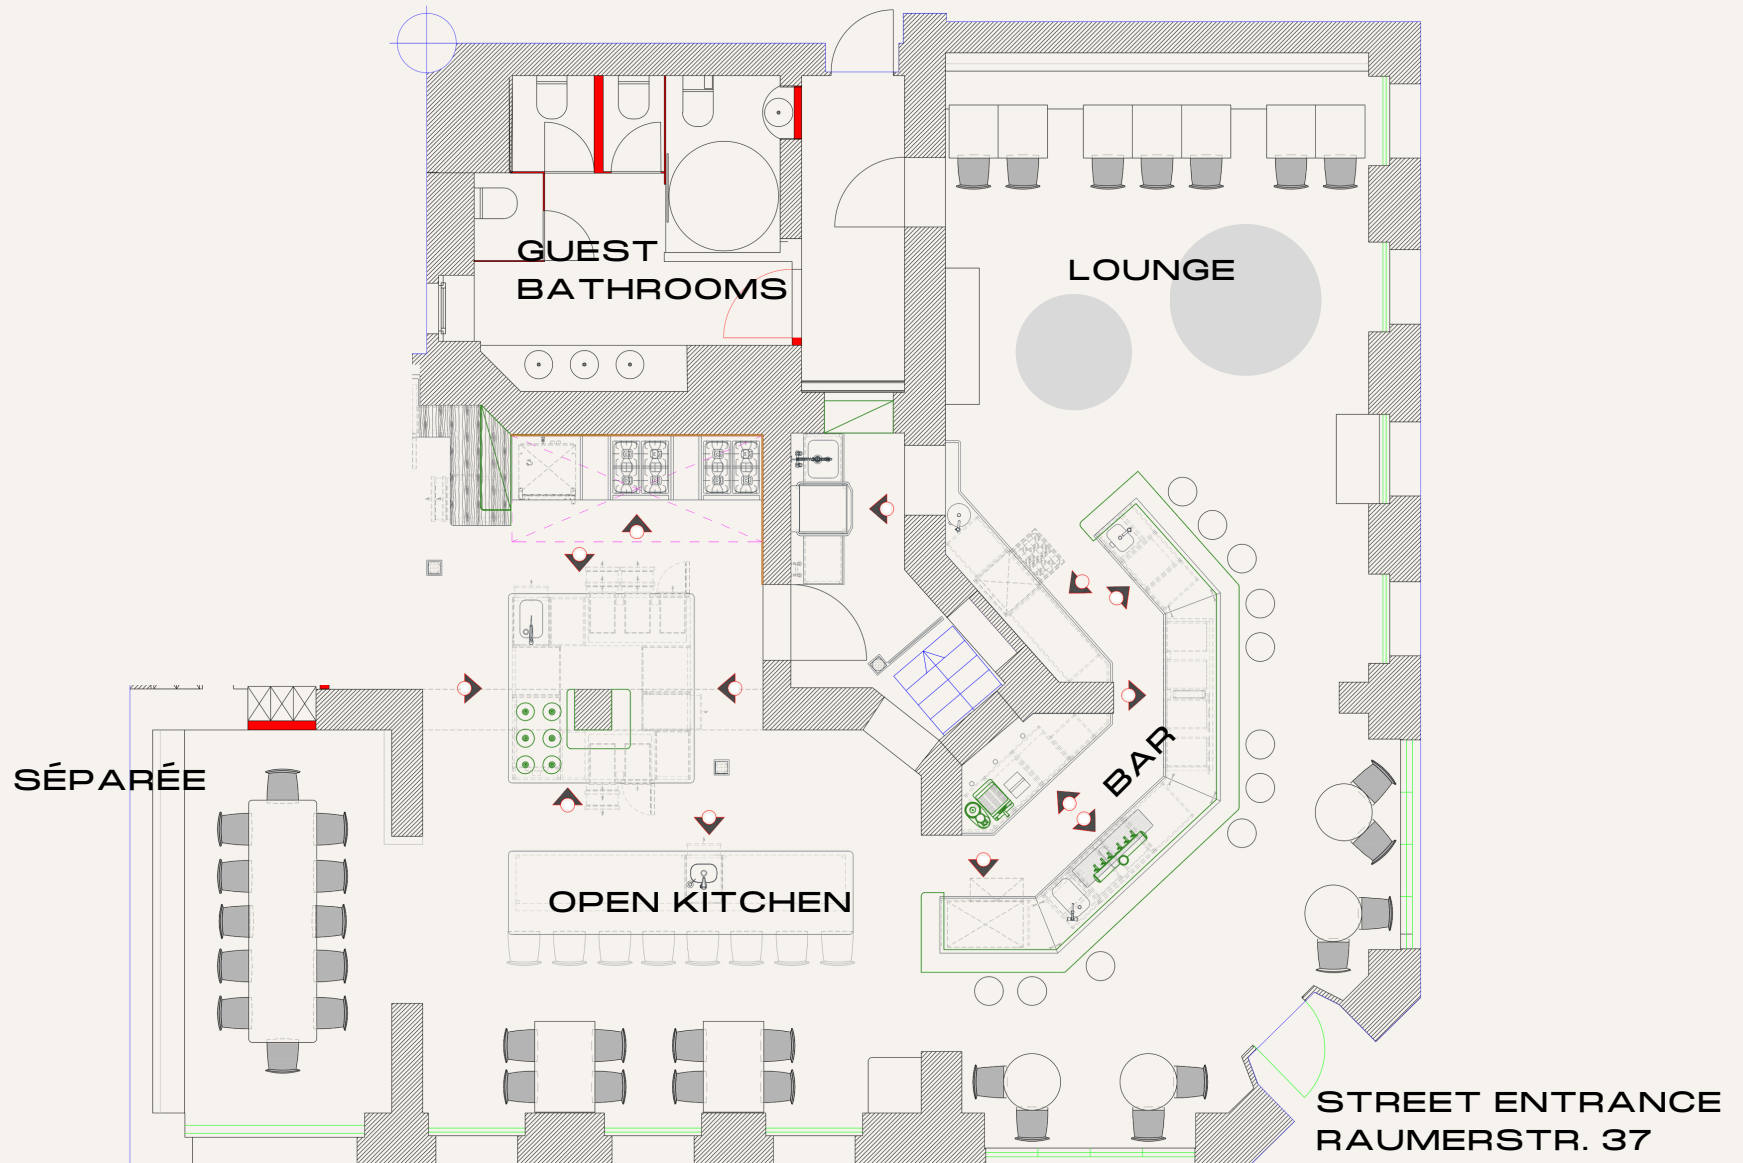 GUEST
BATHROOMS
LOUNGE
BAR
SÉPARÉE
OPEN KITCHEN
STREET ENTRANCE
RAUMERSTR. 37